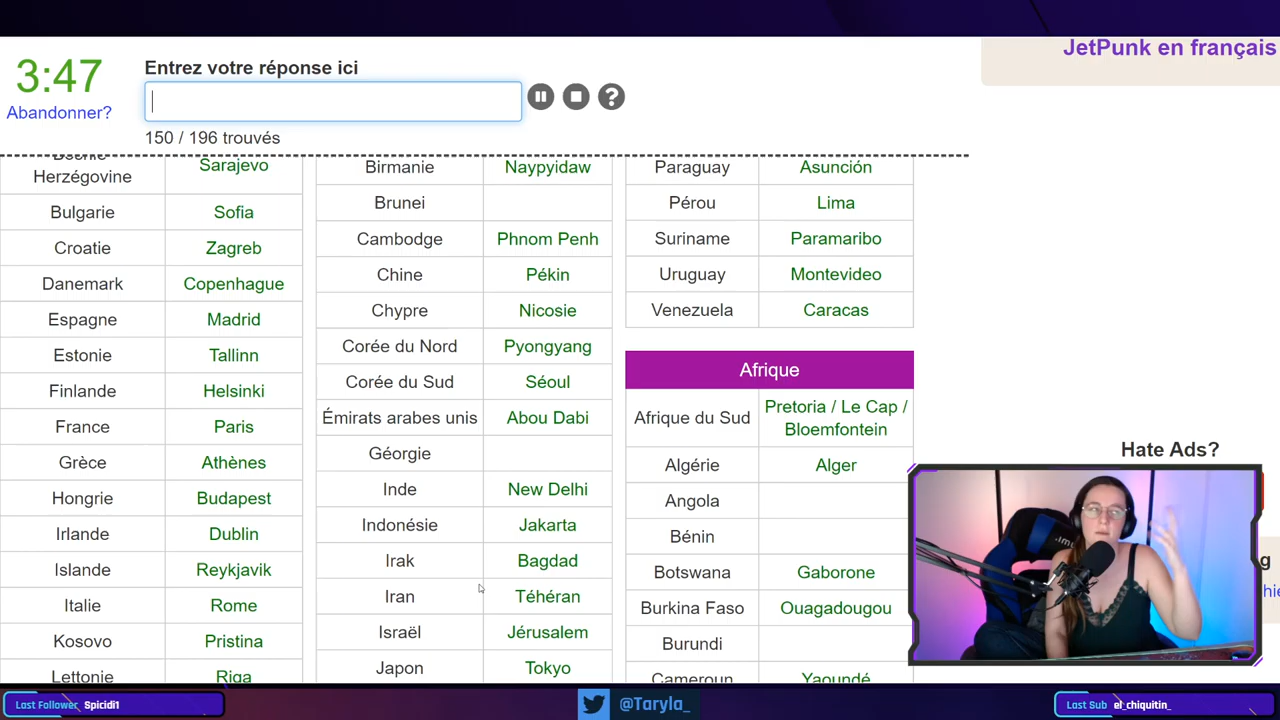 JetPunk en français
3:47
Abandonner?
Entrez votre réponse ici
150 / 196 trouvés
Herzégovine Sarajevo
Bulgarie Sofia
Croatie Zagreb
Danemark Copenhague
Espagne Madrid
Estonie Tallinn
Finlande Helsinki
France Paris
Grèce Athènes
Hongrie Budapest
Irlande Dublin
Islande Reykjavik
Italie Rome
Kosovo Pristina
Lettonie Riga
Birmanie Naypyidaw
Brunei
Cambodge Phnom Penh
Chine Pékin
Chypre Nicosie
Corée du Nord Pyongyang
Corée du Sud Séoul
Émirats arabes unis Abou Dabi
Géorgie
Inde New Delhi
Indonésie Jakarta
Irak Bagdad
Iran Téhéran
Israël Jérusalem
Japon Tokyo
Paraguay Asunción
Pérou Lima
Suriname Paramaribo
Uruguay Montevideo
Venezuela Caracas
Afrique
Afrique du Sud Pretoria / Le Cap /
Bloemfontein
Algérie Alger
Angola
Bénin
Botswana Gaborone
Burkina Faso Ouagadougou
Burundi
Cameroun Yaoundé
Hate Ads?
Last Follower Spicidi1
@Taryla_
Last Sub el_chiquitin_